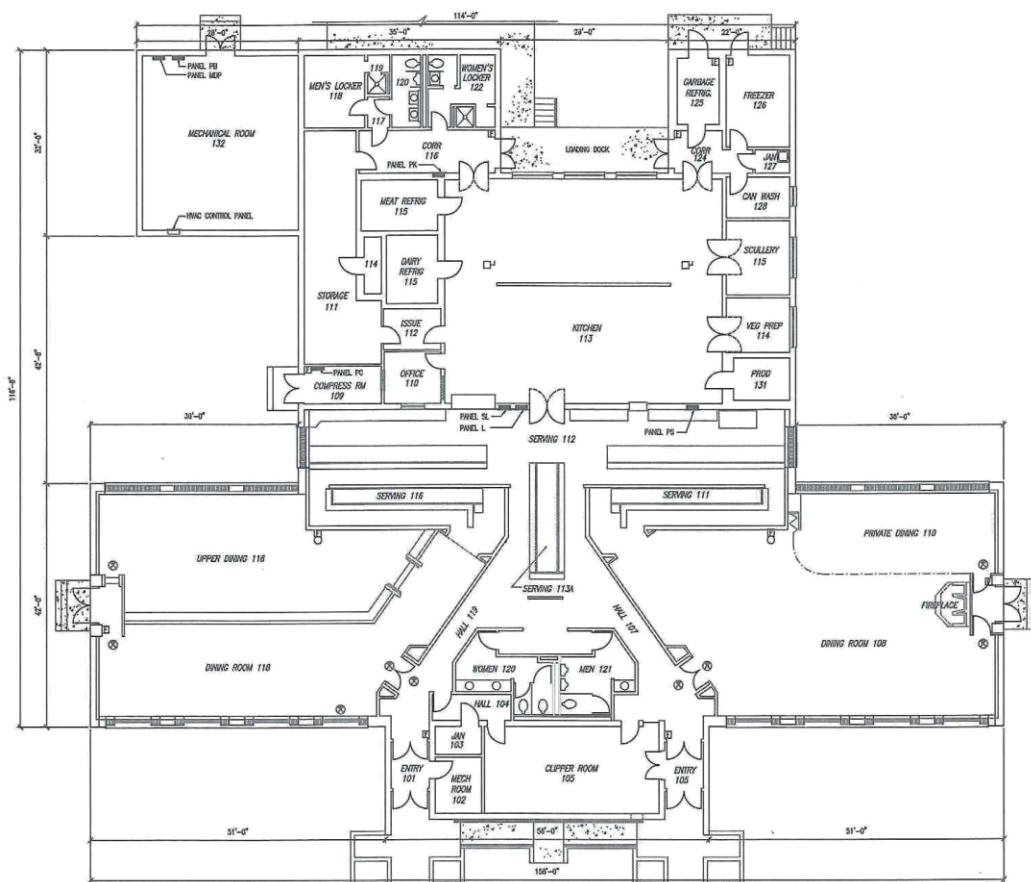 114'-0"
28'-0"
35'-0"
29'-0"
22'-0"
PANEL PB
PANEL MDP
MEN'S LOCKER
118
119
120
WOMEN'S
LOCKER
122
GARBAGE
REFRIG.
125
FREEZER
126
117
MECHANICAL ROOM
132
32'-0"
CORR
116
LOADING DOCK
CORR
124
JAN
127
PANEL PK
MEAT REFRIG
115
CAN WASH
128
HVAC CONTROL PANEL
SCULLERY
115
114
DAIRY
REFRIG
115
STORAGE
111
ISSUE
112
KITCHEN
113
VEG PREP
114
42'-0"
116'-0"
PANEL PC
COMPRESS RM
109
OFFICE
110
PROD
131
PANEL SL
PANEL L
PANEL PS
38'-0"
38'-0"
SERVING 112
SERVING 116
SERVING 111
UPPER DINING 116
PRIVATE DINING 110
SERVING 113A
FIREPLACE
42'-0"
HALL 119
HALL 107
DINING ROOM 118
DINING ROOM 108
WOMEN 120
MEN 121
HALL 104
JAN
103
ENTRY
101
MECH
ROOM
102
CLIPPER ROOM
105
ENTRY
105
51'-0"
56'-0"
51'-0"
158'-0"